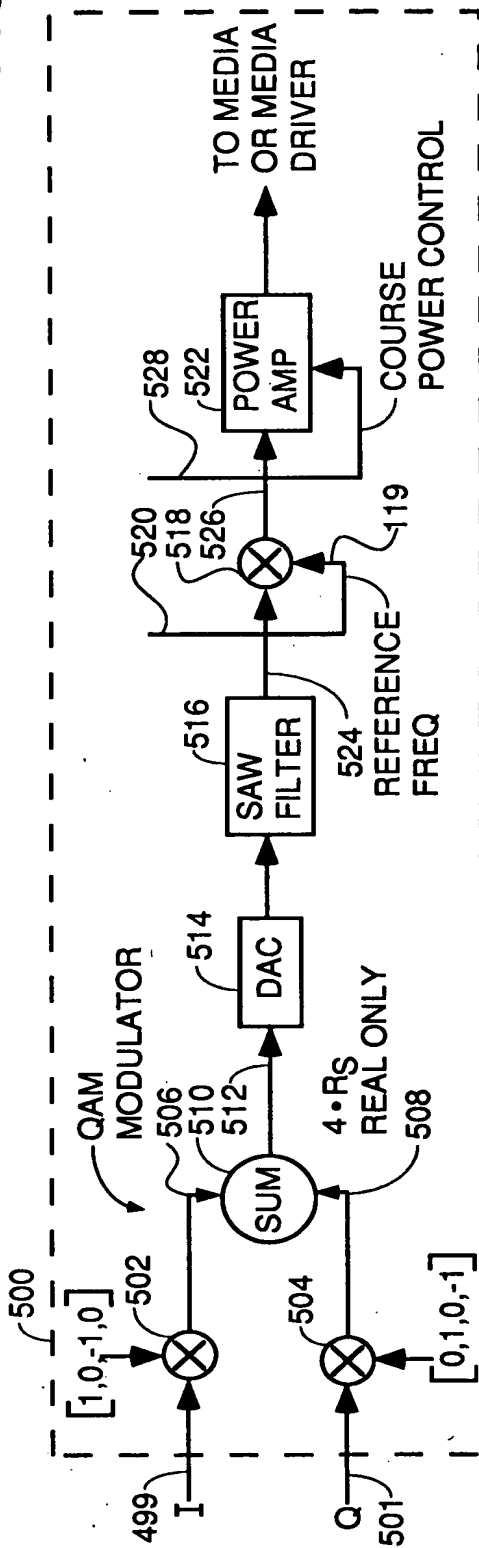 500
[1,0,-1,0]
QAM
MODULATOR
499
I
502
506
510
512
SUM
Q
501
504
[0,1,0,-1]
508
4•RS
REAL ONLY
514
DAC
516
SAW
FILTER
524
REFERENCE
FREQ
520
518
526
119
528
522
POWER
AMP
COURSE
POWER CONTROL
TO MEDIA
OR MEDIA
DRIVER